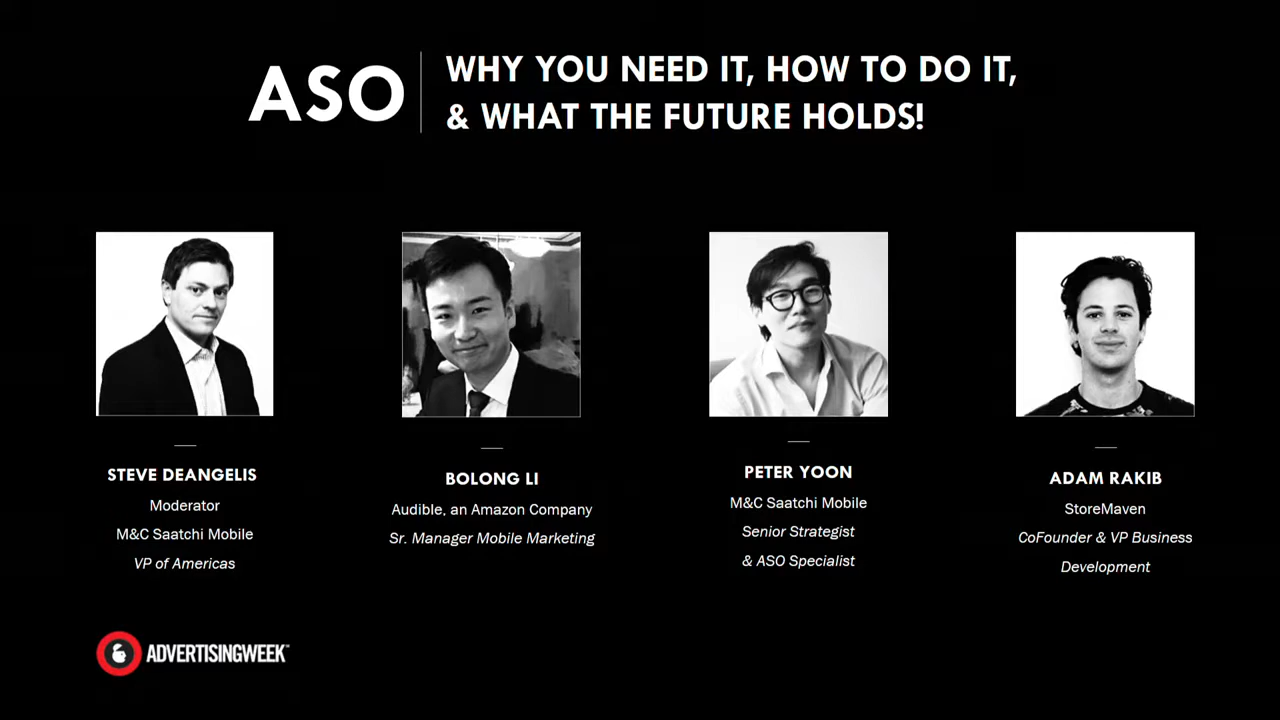 ASO
WHY YOU NEED IT, HOW TO DO IT,
& WHAT THE FUTURE HOLDS!
STEVE DEANGELIS
Moderator
M&C Saatchi Mobile
VP of Americas
BOLONG LI
Audible, an Amazon Company
Sr. Manager Mobile Marketing
PETER YOON
M&C Saatchi Mobile
Senior Strategist
& ASO Specialist
ADAM RAKIB
StoreMaven
CoFounder & VP Business
Development
ADVERTISINGWEEK™